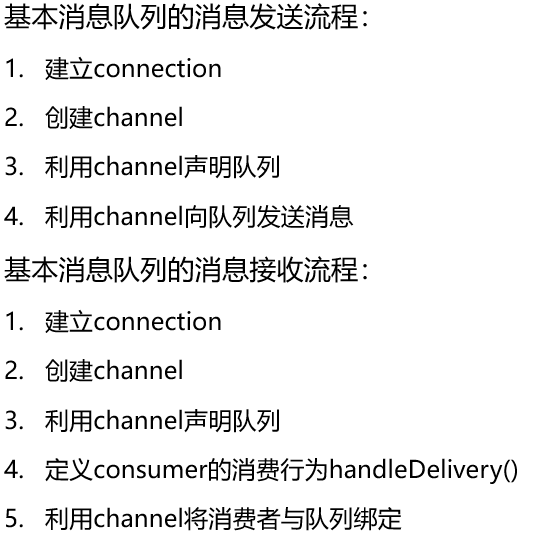 基本消息队列的消息发送流程：
1. 建立connection
2. 创建channel
3. 利用channel声明队列
4. 利用channel向队列发送消息
基本消息队列的消息接收流程：
1. 建立connection
2. 创建channel
3. 利用channel声明队列
4. 定义consumer的消费行为handleDelivery()
5. 利用channel将消费者与队列绑定